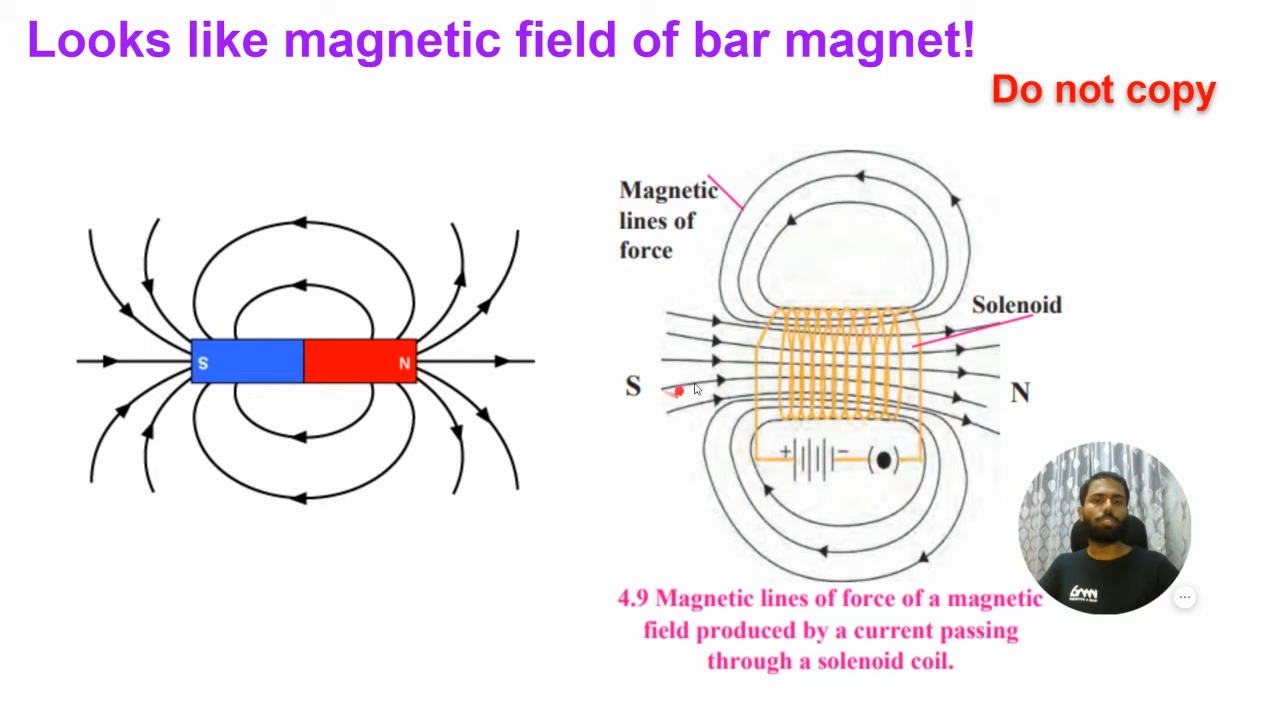 Looks like magnetic field of bar magnet!
Do not copy
S
N
Magnetic
lines of
force
Solenoid
S
N
+
−
4.9 Magnetic lines of force of a magnetic
field produced by a current passing
through a solenoid coil.